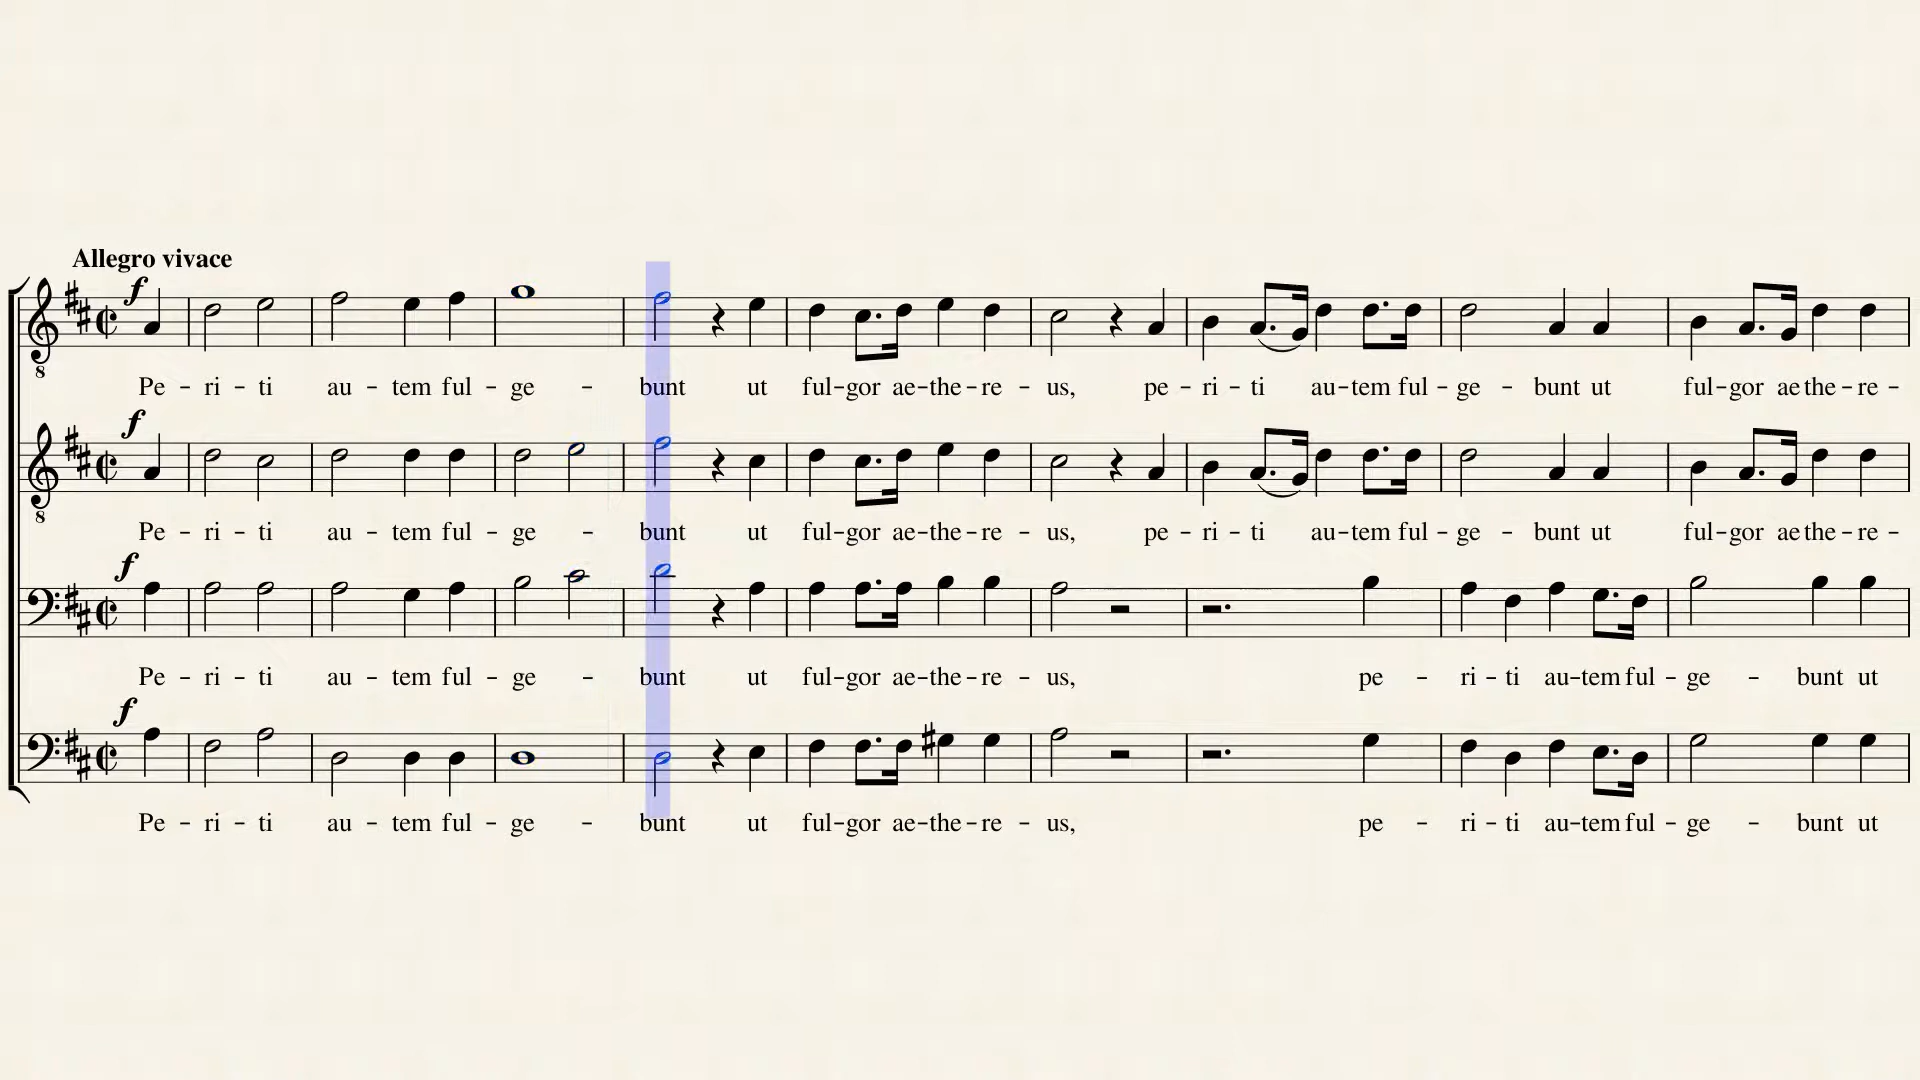 Allegro vivace
f
8
Pe - ri - ti au - tem ful - ge - bunt ut ful-gor ae-the-re - us, pe - ri - ti au-tem ful - ge - bunt ut ful-gor ae the-re -
f
8
Pe - ri - ti au - tem ful - ge - bunt ut ful-gor ae-the-re - us, pe - ri - ti au-tem ful - ge - bunt ut ful-gor ae the-re -
f
Pe - ri - ti au - tem ful - ge - bunt ut ful-gor ae-the-re - us, pe - ri - ti au-tem ful - ge - bunt ut
f
Pe - ri - ti au - tem ful - ge - bunt ut ful-gor ae-the-re - us, pe - ri - ti au-tem ful - ge - bunt ut